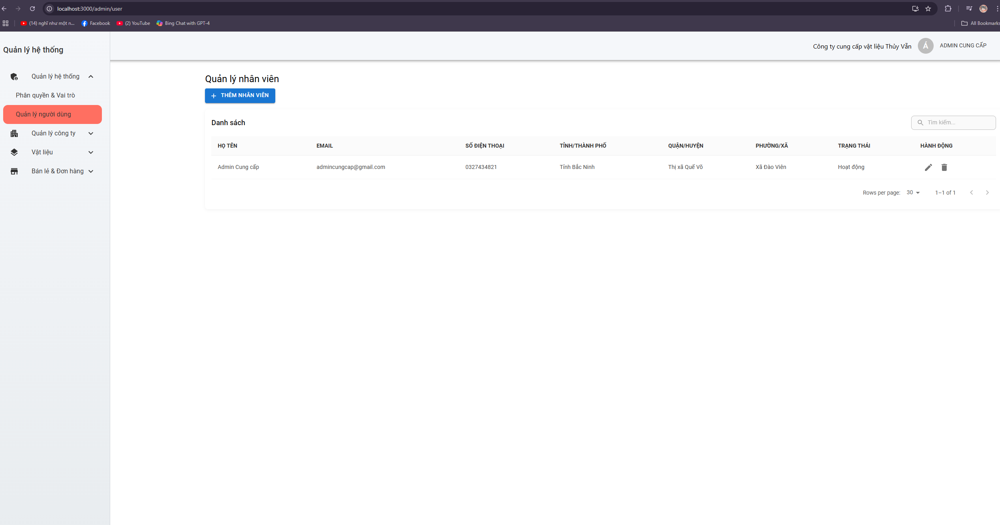 localhost:3000/admin/user
(14) nghĩ như một n...
Facebook
(2) YouTube
Bing Chat with GPT-4
All Bookmarks
Quản lý hệ thống
Công ty cung cấp vật liệu Thủy Vẫn
Á
ADMIN CUNG CẤP
Quản lý hệ thống
Phân quyền & Vai trò
Quản lý người dùng
Quản lý công ty
Vật liệu
Bán lẻ & Đơn hàng
Quản lý nhân viên
THÊM NHÂN VIÊN
Danh sách
Tìm kiếm...
HỌ TÊN EMAIL SỐ ĐIỆN THOẠI TỈNH/THÀNH PHỐ QUẬN/HUYỆN PHƯỜNG/XÃ TRẠNG THÁI HÀNH ĐỘNG
Admin Cung cấp admincungcap@gmail.com 0327434821 Tỉnh Bắc Ninh Thị xã Quế Võ Xã Đào Viên Hoạt động
Rows per page: 30 1–1 of 1